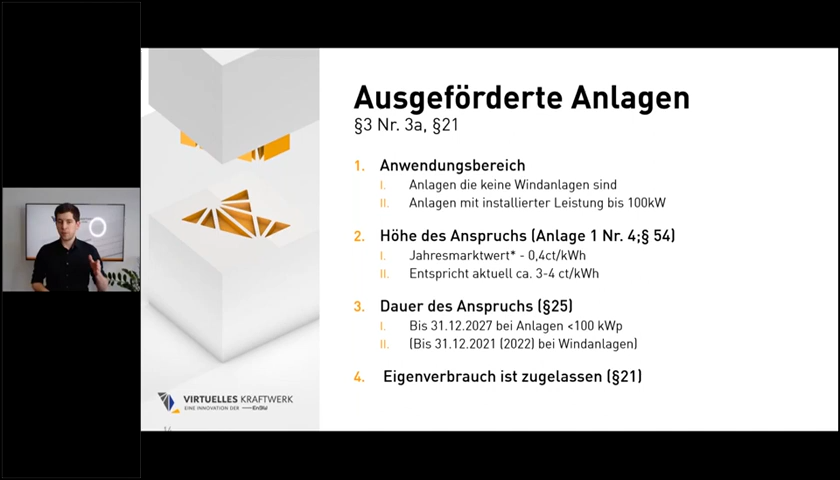 Ausgeförderte Anlagen
§3 Nr. 3a, §21
1. Anwendungsbereich
I. Anlagen die keine Windanlagen sind
II. Anlagen mit installierter Leistung bis 100kW
2. Höhe des Anspruchs (Anlage 1 Nr. 4;§ 54)
I. Jahresmarktwert* - 0,4ct/kWh
II. Entspricht aktuell ca. 3-4 ct/kWh
3. Dauer des Anspruchs (§25)
I. Bis 31.12.2027 bei Anlagen <100 kWp
II. (Bis 31.12.2021 (2022) bei Windanlagen)
4. Eigenverbrauch ist zugelassen (§21)
VIRTUELLES KRAFTWERK
EINE INNOVATION DER EnBW